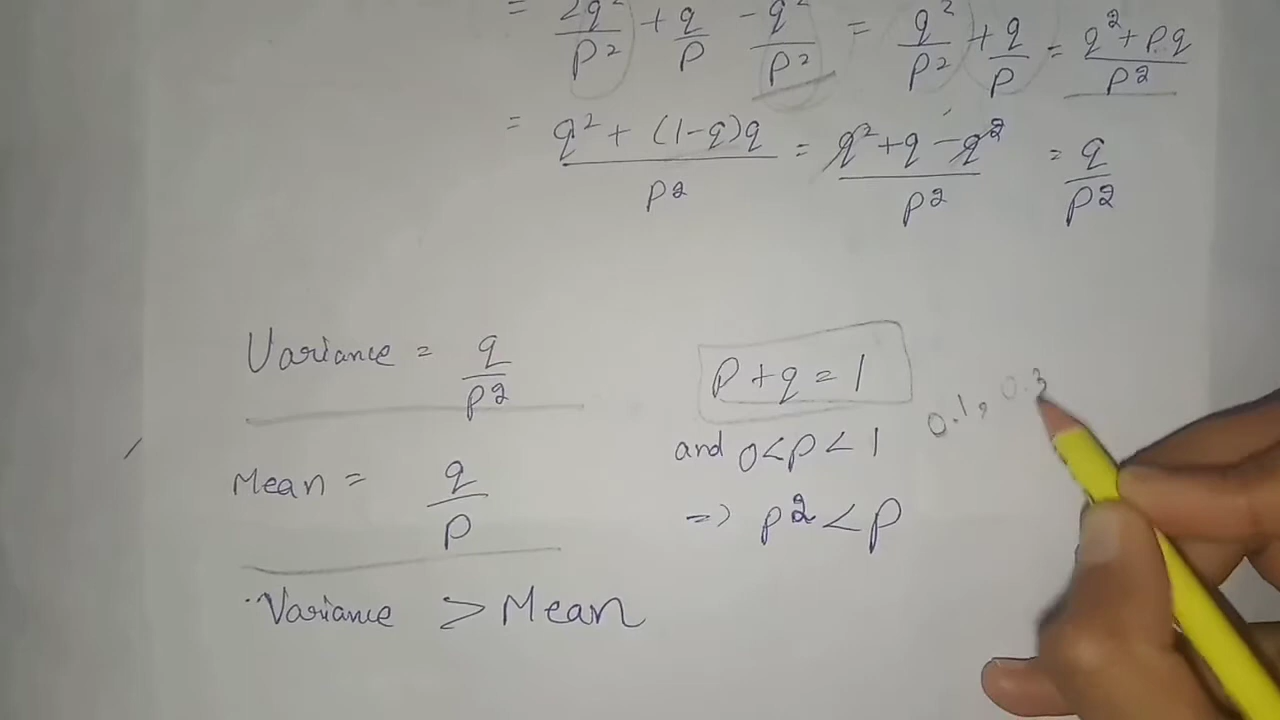 = 2q²/p² + q/p - q²/p² = q²/p² + q/p = q² + pq/p²
= q² + (1-q)q/p² = q² + q - q²/p² = q/p²
Variance = q/p²
p + q = 1
0.1, 0.3
and 0<p<1
Mean = q/p
=> p² < p
Variance > Mean